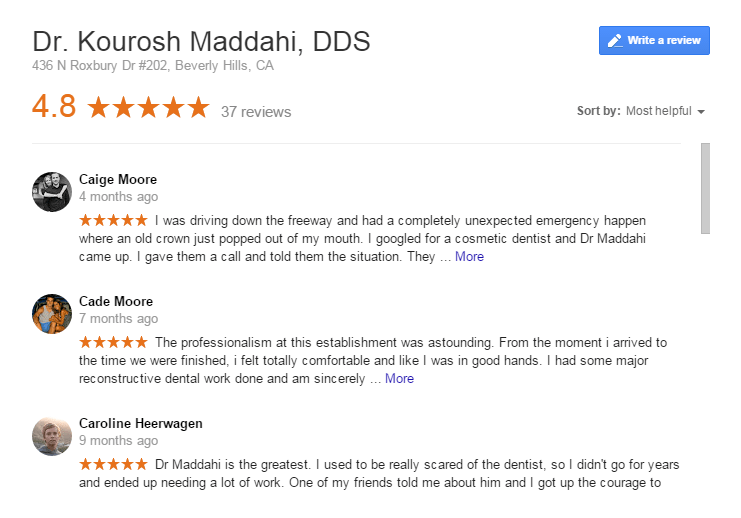 Dr. Kourosh Maddahi, DDS
Write a review
436 N Roxbury Dr #202, Beverly Hills, CA
4.8 ★★★★★ 37 reviews
Sort by: Most helpful
Caige Moore
4 months ago
★★★★★ I was driving down the freeway and had a completely unexpected emergency happen
where an old crown just popped out of my mouth. I googled for a cosmetic dentist and Dr Maddahi
came up. I gave them a call and told them the situation. They ... More
Cade Moore
7 months ago
★★★★★ The professionalism at this establishment was astounding. From the moment i arrived to
the time we were finished, i felt totally comfortable and like I was in good hands. I had some major
reconstructive dental work done and am sincerely ... More
Caroline Heerwagen
9 months ago
★★★★★ Dr Maddahi is the greatest. I used to be really scared of the dentist, so I didn't go for years
and ended up needing a lot of work. One of my friends told me about him and I got up the courage to